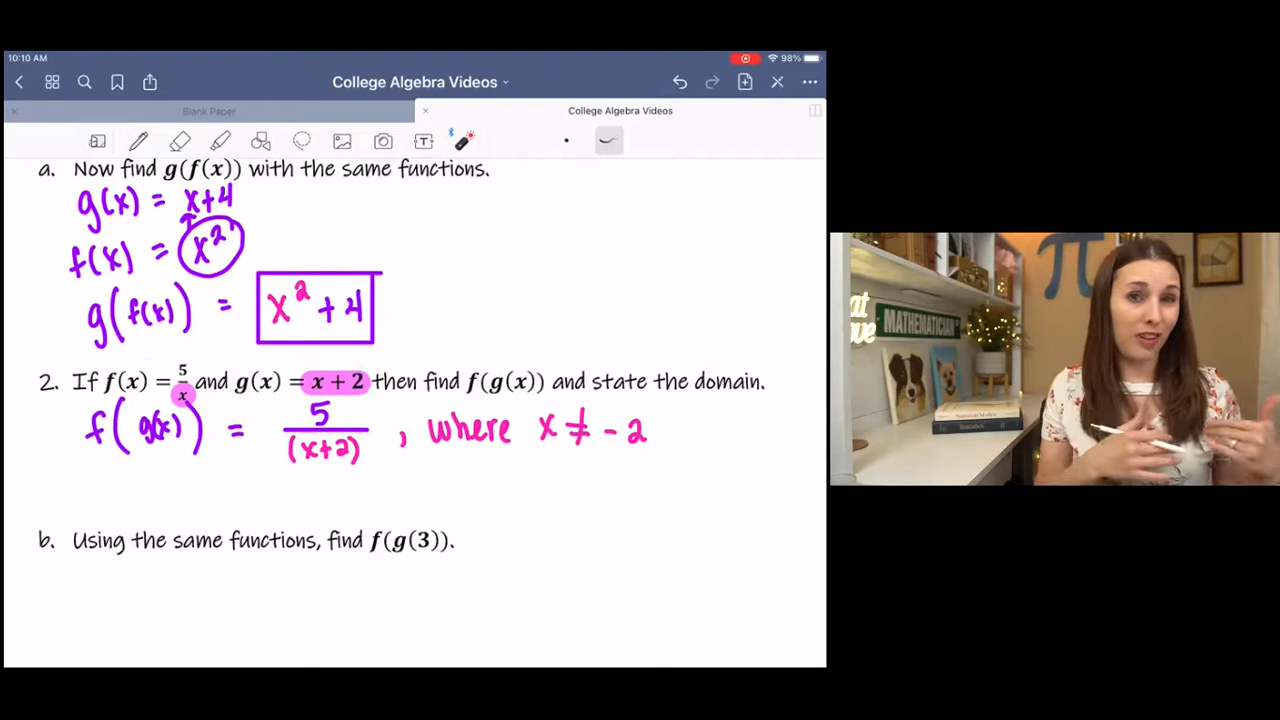 10:10 AM
98%
College Algebra Videos
Blank Paper
College Algebra Videos
a. Now find g(f(x)) with the same functions.
g(x) = x+4
f(x) = x²
g(f(x)) = x² + 4
2. If f(x) = 5/x and g(x) = x + 2 then find f(g(x)) and state the domain.
f(g(x)) = 5/(x+2) , where x ≠ -2
b. Using the same functions, find f(g(3)).
MATHEMATICIAN
Statistics